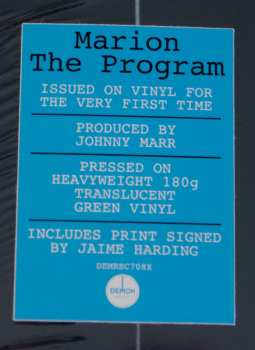 Marion
The Program
ISSUED ON VINYL FOR
THE VERY FIRST TIME
PRODUCED BY
JOHNNY MARR
PRESSED ON
HEAVYWEIGHT 180g
TRANSLUCENT
GREEN VINYL
INCLUDES PRINT SIGNED
BY JAIME HARDING
DEMREC708X
DEMON